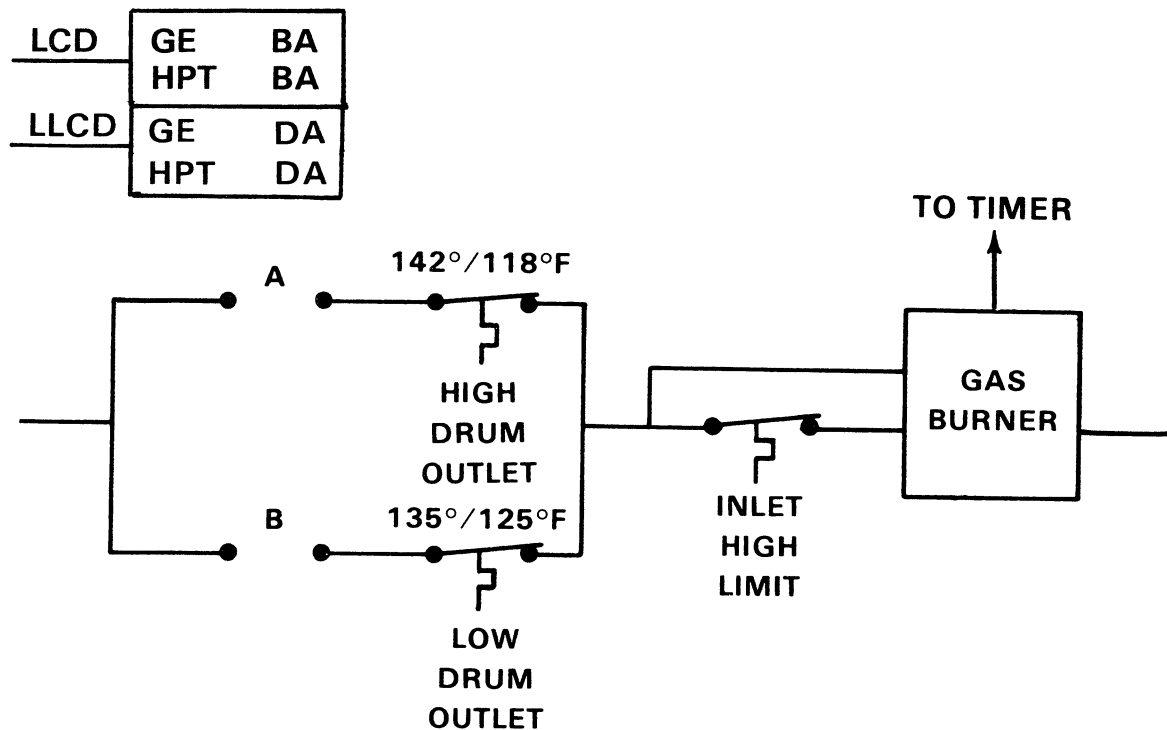 LCD
GE BA
HPT BA
LLCD
GE DA
HPT DA
TO TIMER
A
142°/118°F
HIGH
DRUM
OUTLET
GAS
BURNER
B
135°/125°F
INLET
HIGH
LIMIT
LOW
DRUM
OUTLET